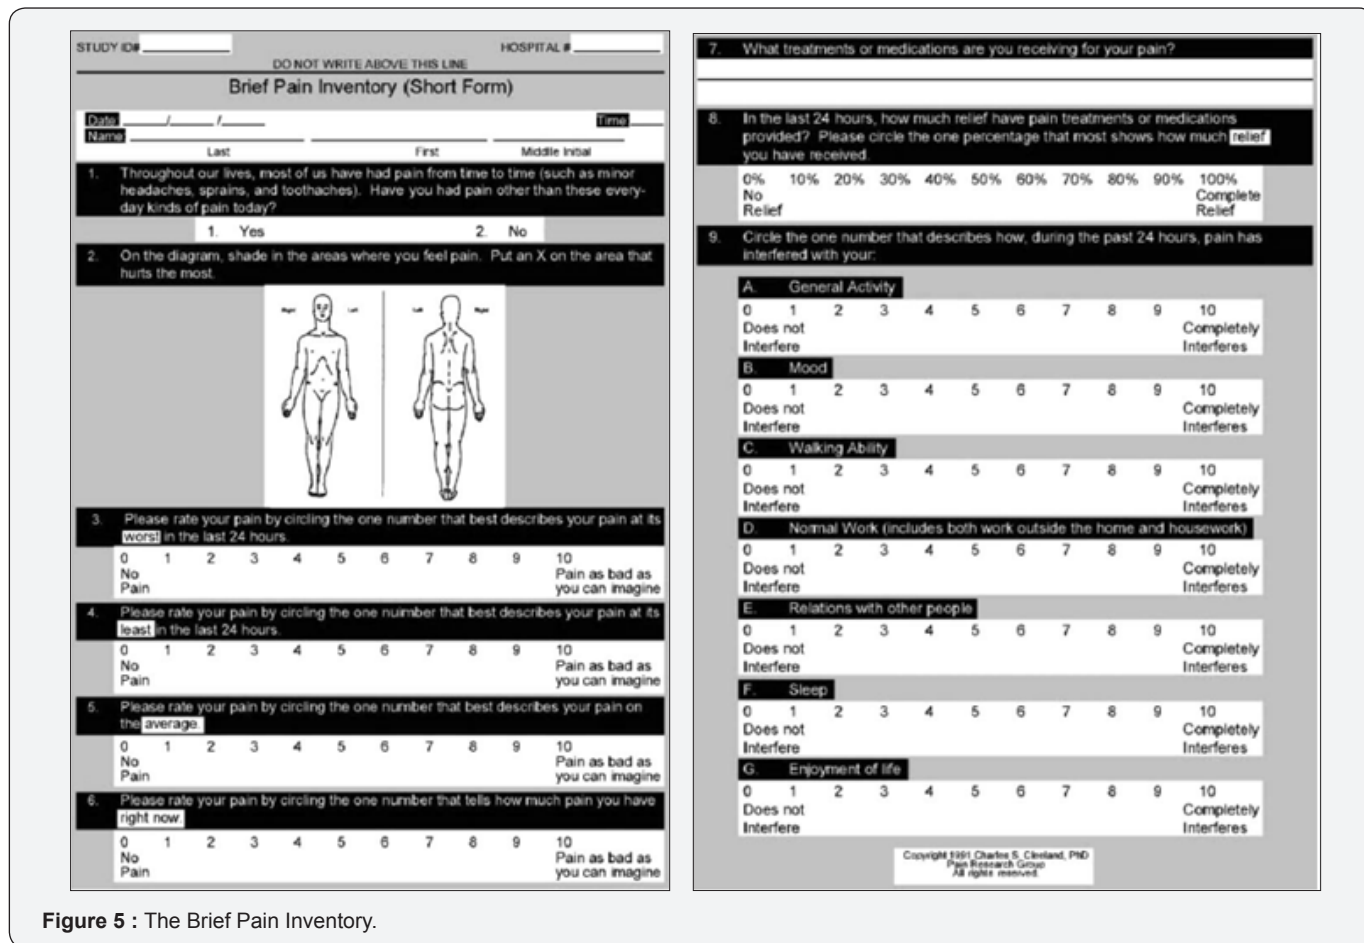 STUDY ID#
HOSPITAL #
DO NOT WRITE ABOVE THIS LINE
Brief Pain Inventory (Short Form)
Date: / /
Time:
Name:
Last First Middle Initial
1. Throughout our lives, most of us have had pain from time to time (such as minor
headaches, sprains, and toothaches). Have you had pain other than these every-
day kinds of pain today?
1. Yes 2. No
2. On the diagram, shade in the areas where you feel pain. Put an X on the area that
hurts the most.
Right Left Left Right
3. Please rate your pain by circling the one number that best describes your pain at its
worst in the last 24 hours.
0 1 2 3 4 5 6 7 8 9 10
No Pain as bad as
Pain you can imagine
4. Please rate your pain by circling the one nuimber that best describes your pain at its
least in the last 24 hours.
0 1 2 3 4 5 6 7 8 9 10
No Pain as bad as
Pain you can imagine
5. Please rate your pain by circling the one number that best describes your pain on
the average.
0 1 2 3 4 5 6 7 8 9 10
No Pain as bad as
Pain you can imagine
6. Please rate your pain by circling the one number that tells how much pain you have
right now.
0 1 2 3 4 5 6 7 8 9 10
No Pain as bad as
Pain you can imagine
7. What treatments or medications are you receiving for your pain?
8. In the last 24 hours, how much relief have pain treatments or medications
provided? Please circle the one percentage that most shows how much relief
you have received.
0% 10% 20% 30% 40% 50% 60% 70% 80% 90% 100%
No Complete
Relief Relief
9. Circle the one number that describes how, during the past 24 hours, pain has
interfered with your:
A. General Activity
0 1 2 3 4 5 6 7 8 9 10
Does not Completely
Interfere Interferes
B. Mood
0 1 2 3 4 5 6 7 8 9 10
Does not Completely
Interfere Interferes
C. Walking Ability
0 1 2 3 4 5 6 7 8 9 10
Does not Completely
Interfere Interferes
D. Normal Work (includes both work outside the home and housework)
0 1 2 3 4 5 6 7 8 9 10
Does not Completely
Interfere Interferes
E. Relations with other people
0 1 2 3 4 5 6 7 8 9 10
Does not Completely
Interfere Interferes
F. Sleep
0 1 2 3 4 5 6 7 8 9 10
Does not Completely
Interfere Interferes
G. Enjoyment of life
0 1 2 3 4 5 6 7 8 9 10
Does not Completely
Interfere Interferes
Copyright 1991 Charles S. Cleeland, PhD
Pain Research Group
All rights reserved.
Figure 5 : The Brief Pain Inventory.